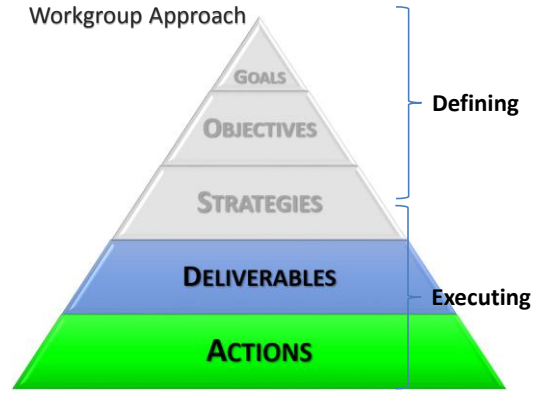 Workgroup Approach
GOALS
Defining
OBJECTIVES
STRATEGIES
DELIVERABLES
Executing
ACTIONS